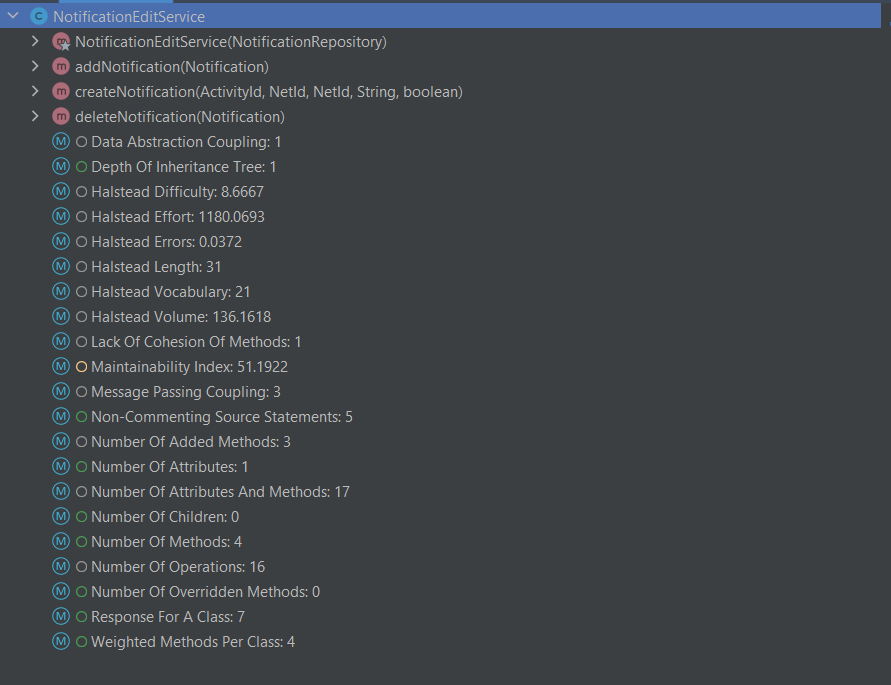 NotificationEditService
NotificationEditService(NotificationRepository)
addNotification(Notification)
createNotification(ActivityId, NetId, NetId, String, boolean)
deleteNotification(Notification)
Data Abstraction Coupling: 1
Depth Of Inheritance Tree: 1
Halstead Difficulty: 8.6667
Halstead Effort: 1180.0693
Halstead Errors: 0.0372
Halstead Length: 31
Halstead Vocabulary: 21
Halstead Volume: 136.1618
Lack Of Cohesion Of Methods: 1
Maintainability Index: 51.1922
Message Passing Coupling: 3
Non-Commenting Source Statements: 5
Number Of Added Methods: 3
Number Of Attributes: 1
Number Of Attributes And Methods: 17
Number Of Children: 0
Number Of Methods: 4
Number Of Operations: 16
Number Of Overridden Methods: 0
Response For A Class: 7
Weighted Methods Per Class: 4